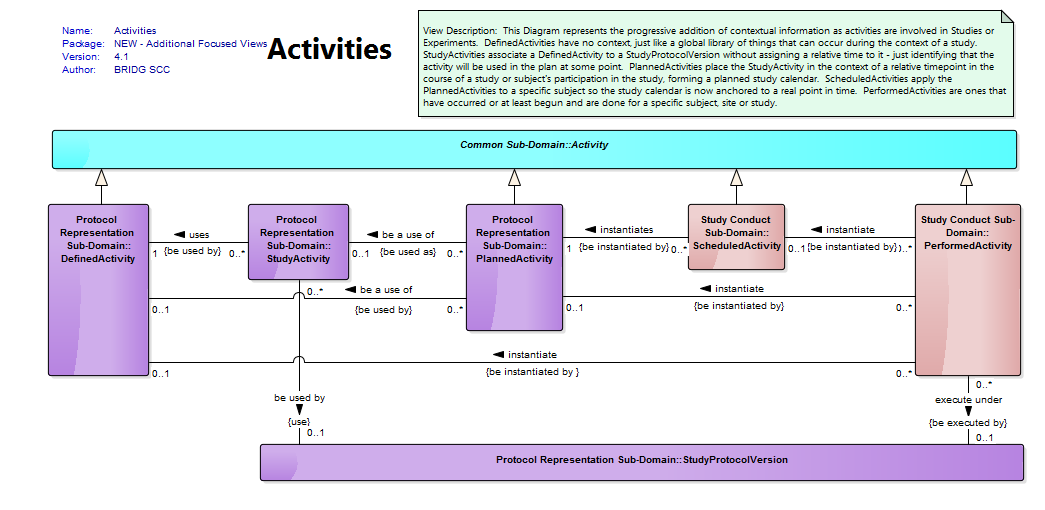 Name: Activities
Package: NEW - Additional Focused Views
Version: 4.1
Author: BRIDG SCC
Activities
View Description: This Diagram represents the progressive addition of contextual information as activities are involved in Studies or
Experiments. DefinedActivities have no context, just like a global library of things that can occur during the context of a study.
StudyActivities associate a DefinedActivity to a StudyProtocolVersion without assigning a relative time to it - just identifying that the
activity will be used in the plan at some point. PlannedActivities place the StudyActivity in the context of a relative timepoint in the
course of a study or subject's participation in the study, forming a planned study calendar. ScheduledActivities apply the
PlannedActivities to a specific subject so the study calendar is now anchored to a real point in time. PerformedActivities are ones that
have occurred or at least begun and are done for a specific subject, site or study.
Common Sub-Domain::Activity
Protocol
Representation
Sub-Domain::
DefinedActivity
uses
1 {be used by} 0..*
Protocol
Representation
Sub-Domain::
StudyActivity
be a use of
0..1 {be used as} 0..*
Protocol
Representation
Sub-Domain::
PlannedActivity
instantiates
1 {be instantiated by} 0..*
Study Conduct
Sub-Domain::
ScheduledActivity
instantiate
0..1 {be instantiated by} 0..*
Study Conduct Sub-
Domain::
PerformedActivity
0..*
be a use of
0..1 {be used by} 0..*
instantiate
0..1 {be instantiated by} 0..*
instantiate
0..1 {be instantiated by } 0..*
be used by
{use}
0..1
0..*
execute under
{be executed by}
0..1
Protocol Representation Sub-Domain::StudyProtocolVersion